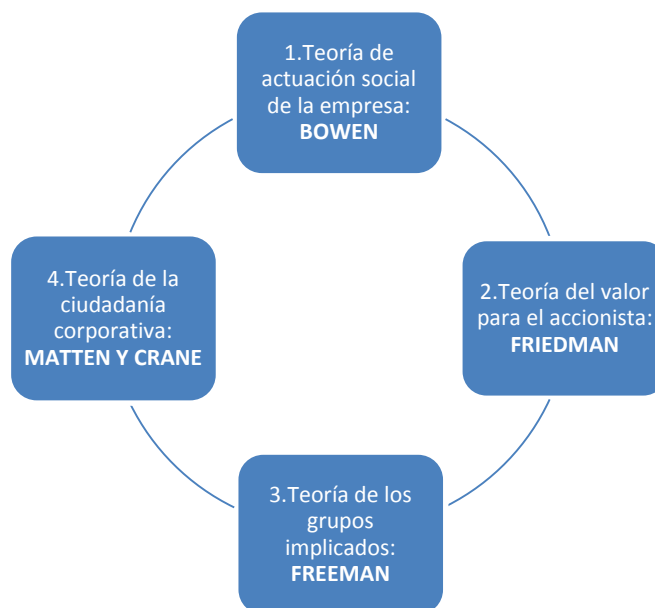 1.Teoría de
actuación social
de la empresa:
BOWEN
2.Teoría del valor
para el accionista:
FRIEDMAN
3.Teoría de los
grupos
implicados:
FREEMAN
4.Teoría de la
ciudadanía
corporativa:
MATTEN Y CRANE